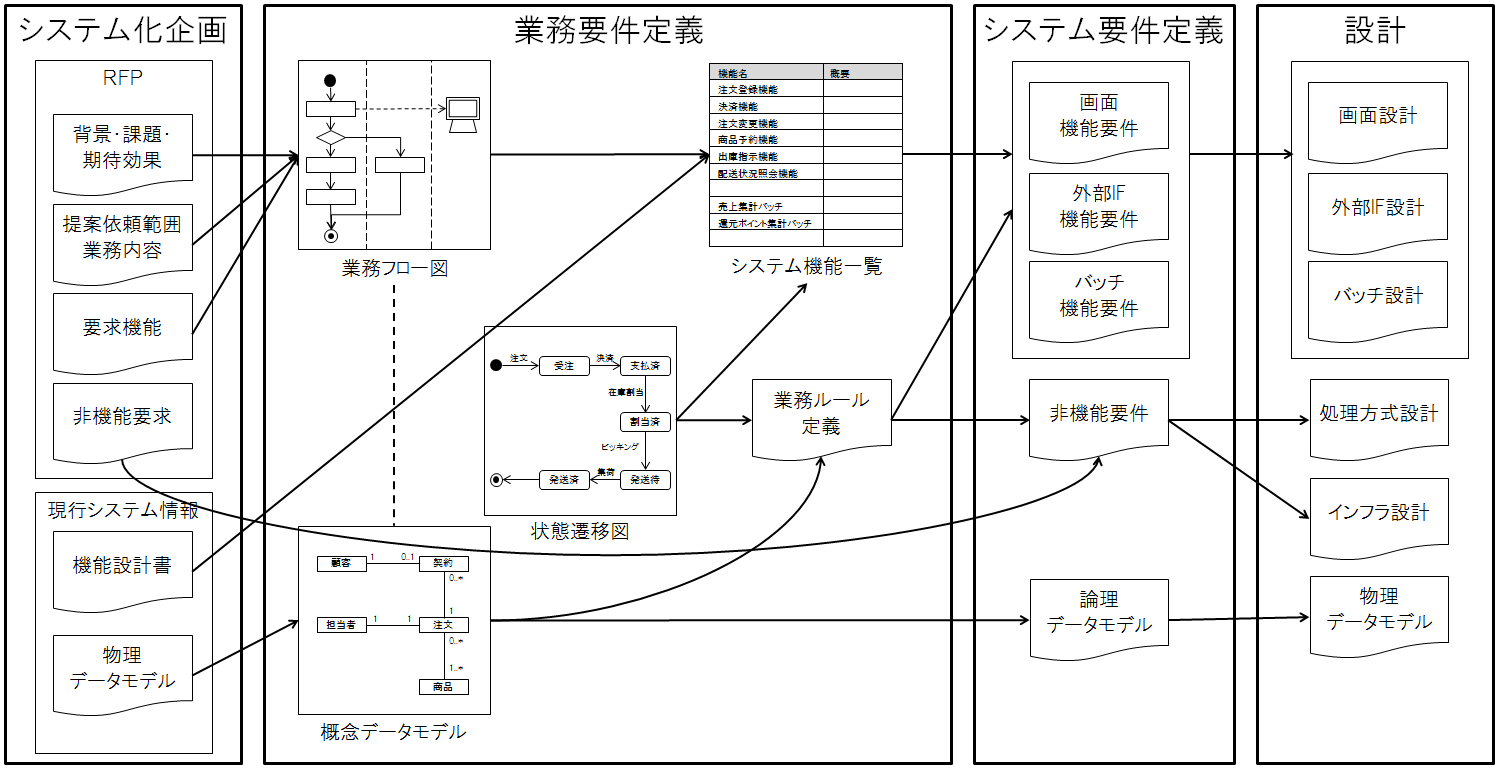 システム化企画
RFP
背景・課題・
期待効果
提案依頼範囲
業務内容
要求機能
非機能要求
現行システム情報
機能設計書
物理
データモデル
業務要件定義
業務フロー図
機能名 概要
注文登録機能
決済機能
注文変更機能
商品予約機能
出庫指示機能
配送状況照会機能
売上集計バッチ
還元ポイント集計バッチ
システム機能一覧
注文
受注
決済
支払済
在庫割当
割当済
ピッキング
発送待
集荷
発送済
状態遷移図
業務ルール
定義
顧客
1
0..1
契約
0..*
1
担当者
1
1
注文
0..*
1..*
商品
概念データモデル
システム要件定義
画面
機能要件
外部IF
機能要件
バッチ
機能要件
非機能要件
論理
データモデル
設計
画面設計
外部IF設計
バッチ設計
処理方式設計
インフラ設計
物理
データモデル